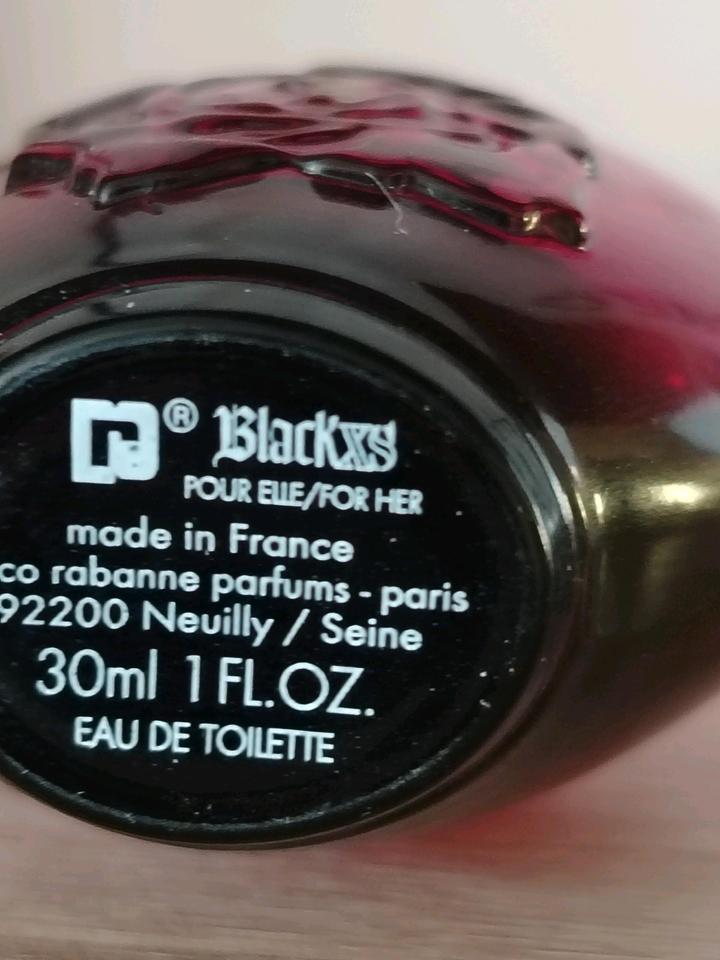 ® Blackxs
POUR ELLE/FOR HER
made in France
co rabanne parfums - paris
92200 Neuilly / Seine
30ml 1 FL.OZ.
EAU DE TOILETTE